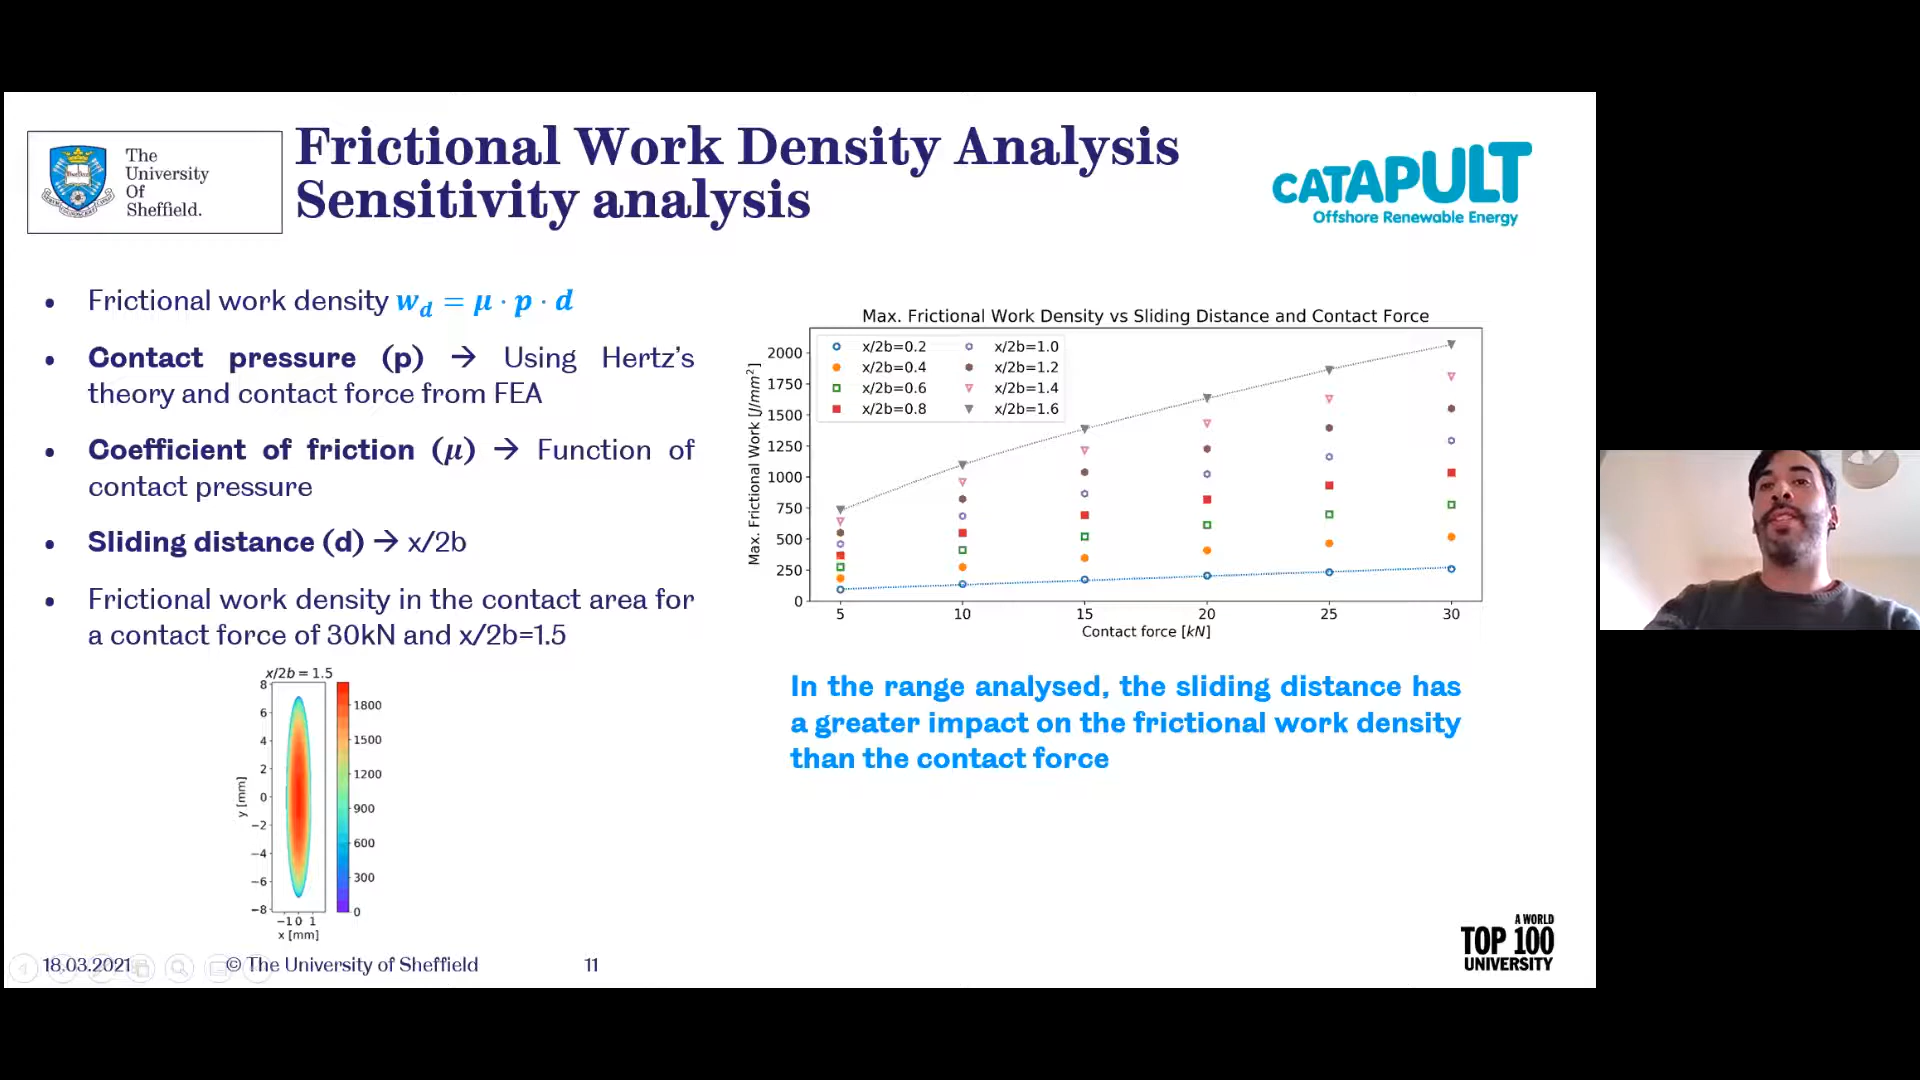 The
University
Of
Sheffield.
Frictional Work Density Analysis
Sensitivity analysis
CATAPULT
Offshore Renewable Energy
• Frictional work density w_d = μ · p · d
• Contact pressure (p) → Using Hertz's
theory and contact force from FEA
• Coefficient of friction (μ) → Function of
contact pressure
• Sliding distance (d) → x/2b
• Frictional work density in the contact area for
a contact force of 30kN and x/2b=1.5
x/2b = 1.5
8
6
4
2
0
−2
−4
−6
−8
y [mm]
−1 0 1
x [mm]
1800
1500
1200
900
600
300
0
Max. Frictional Work Density vs Sliding Distance and Contact Force
Max. Frictional Work [J/mm²]
2000
1750
1500
1250
1000
750
500
250
0
x/2b=0.2
x/2b=0.4
x/2b=0.6
x/2b=0.8
x/2b=1.0
x/2b=1.2
x/2b=1.4
x/2b=1.6
5 10 15 20 25 30
Contact force [kN]
In the range analysed, the sliding distance has
a greater impact on the frictional work density
than the contact force
A WORLD
TOP 100
UNIVERSITY
18.03.2021
© The University of Sheffield
11